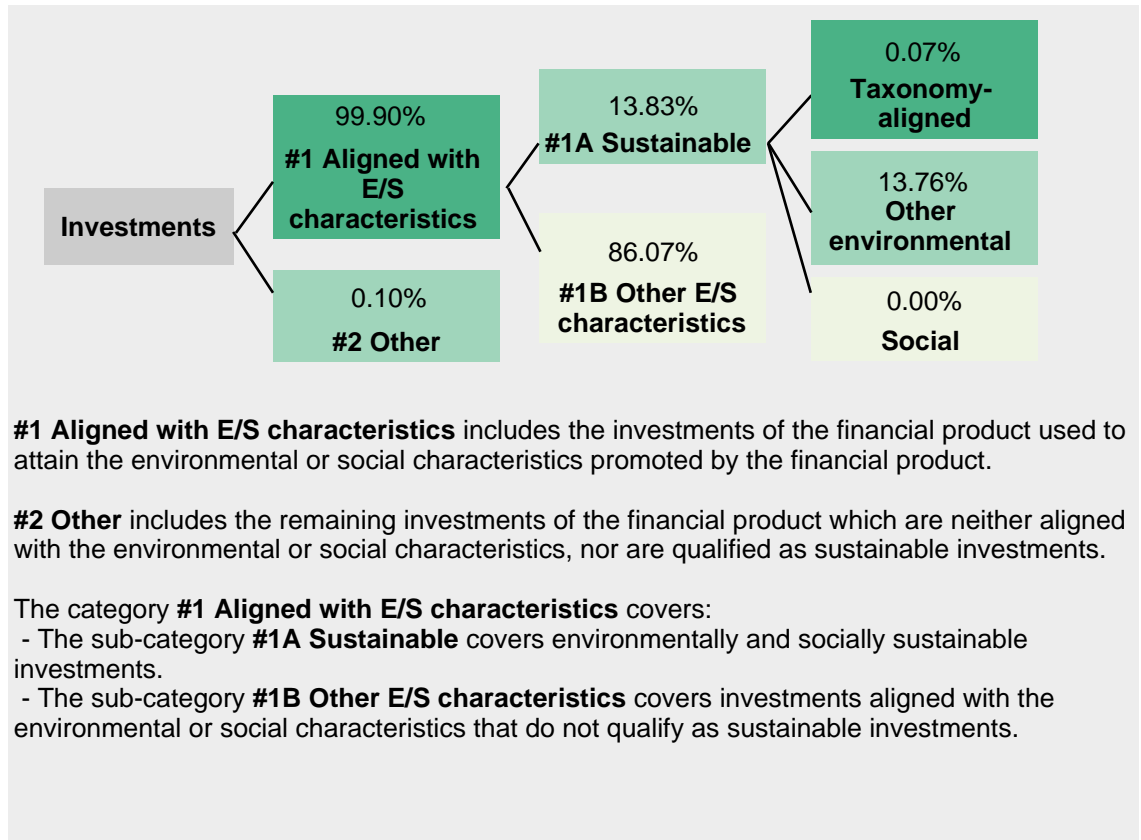 Investments
99.90%
#1 Aligned with
E/S
characteristics
0.10%
#2 Other
13.83%
#1A Sustainable
86.07%
#1B Other E/S
characteristics
0.07%
Taxonomy-
aligned
13.76%
Other
environmental
0.00%
Social
#1 Aligned with E/S characteristics includes the investments of the financial product used to
attain the environmental or social characteristics promoted by the financial product.
#2 Other includes the remaining investments of the financial product which are neither aligned
with the environmental or social characteristics, nor are qualified as sustainable investments.
The category #1 Aligned with E/S characteristics covers:
- The sub-category #1A Sustainable covers environmentally and socially sustainable
investments.
- The sub-category #1B Other E/S characteristics covers investments aligned with the
environmental or social characteristics that do not qualify as sustainable investments.